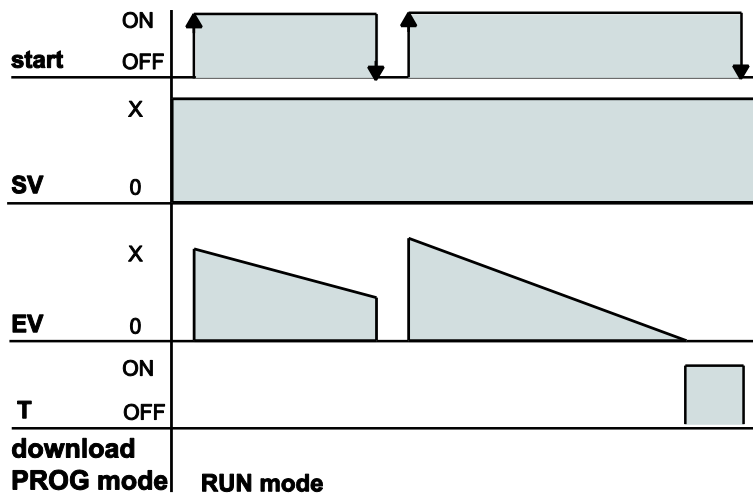 ON
start OFF
X
SV 0
X
EV 0
ON
T OFF
download
PROG mode RUN mode